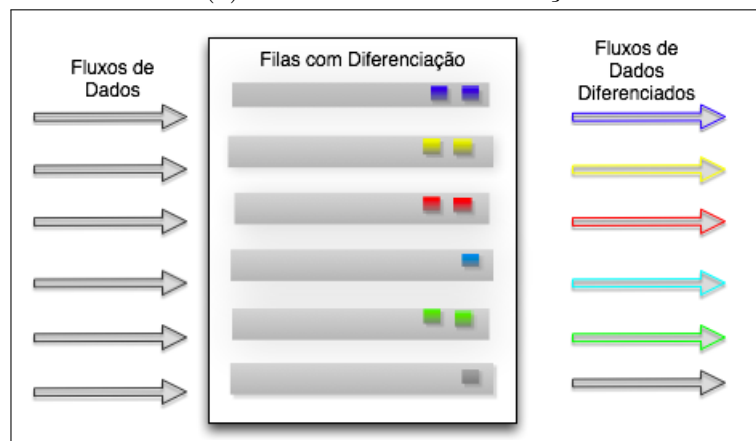 Fluxos de
Dados
Filas com Diferenciação
Fluxos de
Dados
Diferenciados